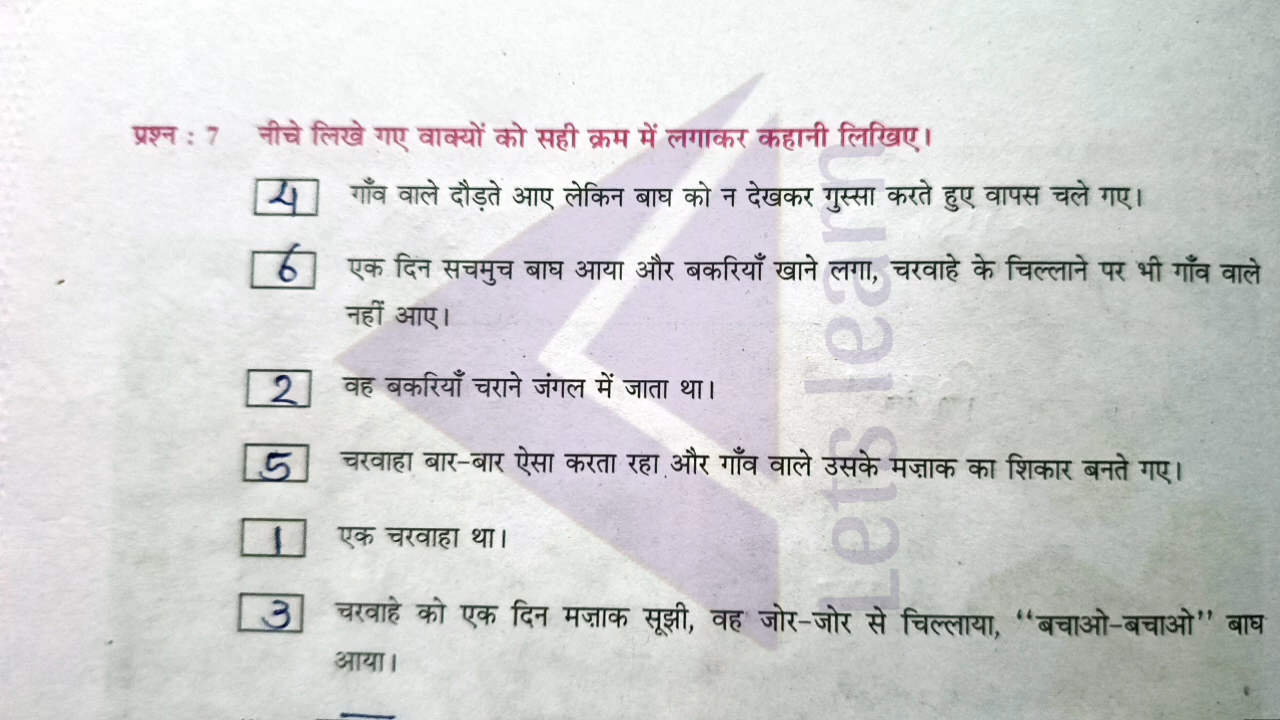 प्रश्न : 7 नीचे लिखे गए वाक्यों को सही क्रम में लगाकर कहानी लिखिए।
4 गाँव वाले दौड़ते आए लेकिन बाघ को न देखकर गुस्सा करते हुए वापस चले गए।
6 एक दिन सचमुच बाघ आया और बकरियाँ खाने लगा, चरवाहे के चिल्लाने पर भी गाँव वाले
नहीं आए।
2 वह बकरियाँ चराने जंगल में जाता था।
5 चरवाहा बार-बार ऐसा करता रहा और गाँव वाले उसके मज़ाक का शिकार बनते गए।
1 एक चरवाहा था।
3 चरवाहे को एक दिन मज़ाक सूझी, वह जोर-जोर से चिल्लाया, “बचाओ-बचाओ” बाघ
आया।